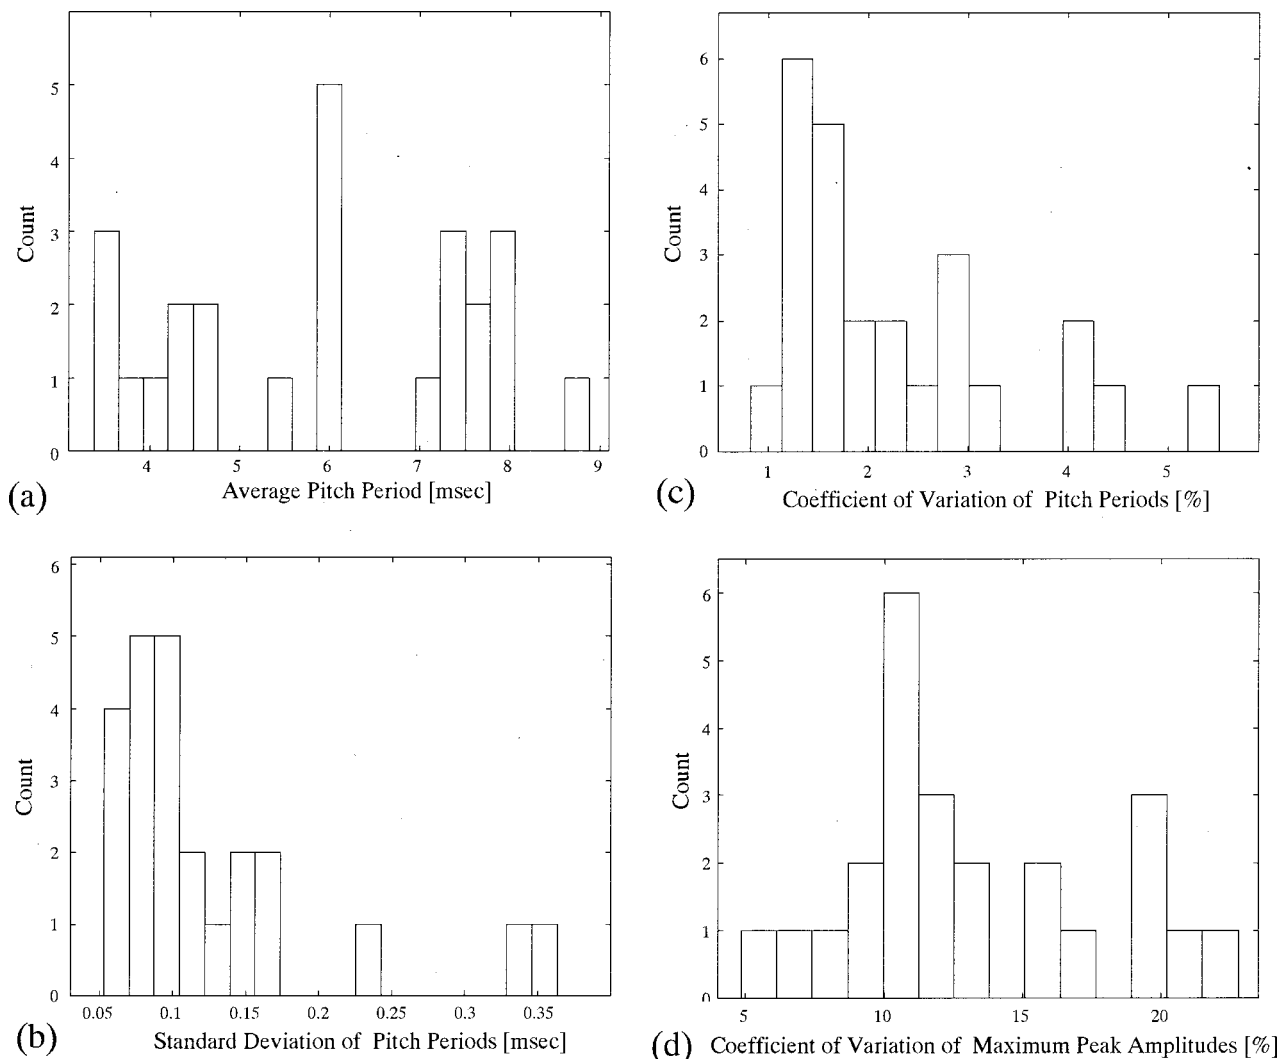 5
4
3
2
1
0
Count
4 5 6 7 8 9
Average Pitch Period [msec]
(a)
6
5
4
3
2
1
0
Count
1 2 3 4 5
Coefficient of Variation of Pitch Periods [%]
(c)
6
5
4
3
2
1
0
Count
0.05 0.1 0.15 0.2 0.25 0.3 0.35
Standard Deviation of Pitch Periods [msec]
(b)
6
5
4
3
2
1
0
Count
5 10 15 20
Coefficient of Variation of Maximum Peak Amplitudes [%]
(d)